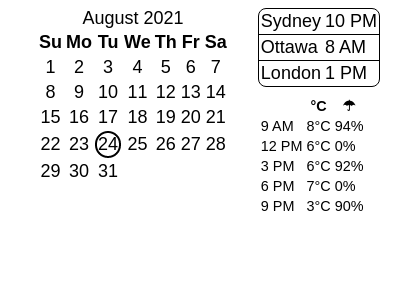 August 2021
Su Mo Tu We Th Fr Sa
1 2 3 4 5 6 7
8 9 10 11 12 13 14
15 16 17 18 19 20 21
22 23 24 25 26 27 28
29 30 31
Sydney 10 PM
Ottawa 8 AM
London 1 PM
°C ☂
9 AM 8°C 94%
12 PM 6°C 0%
3 PM 6°C 92%
6 PM 7°C 0%
9 PM 3°C 90%